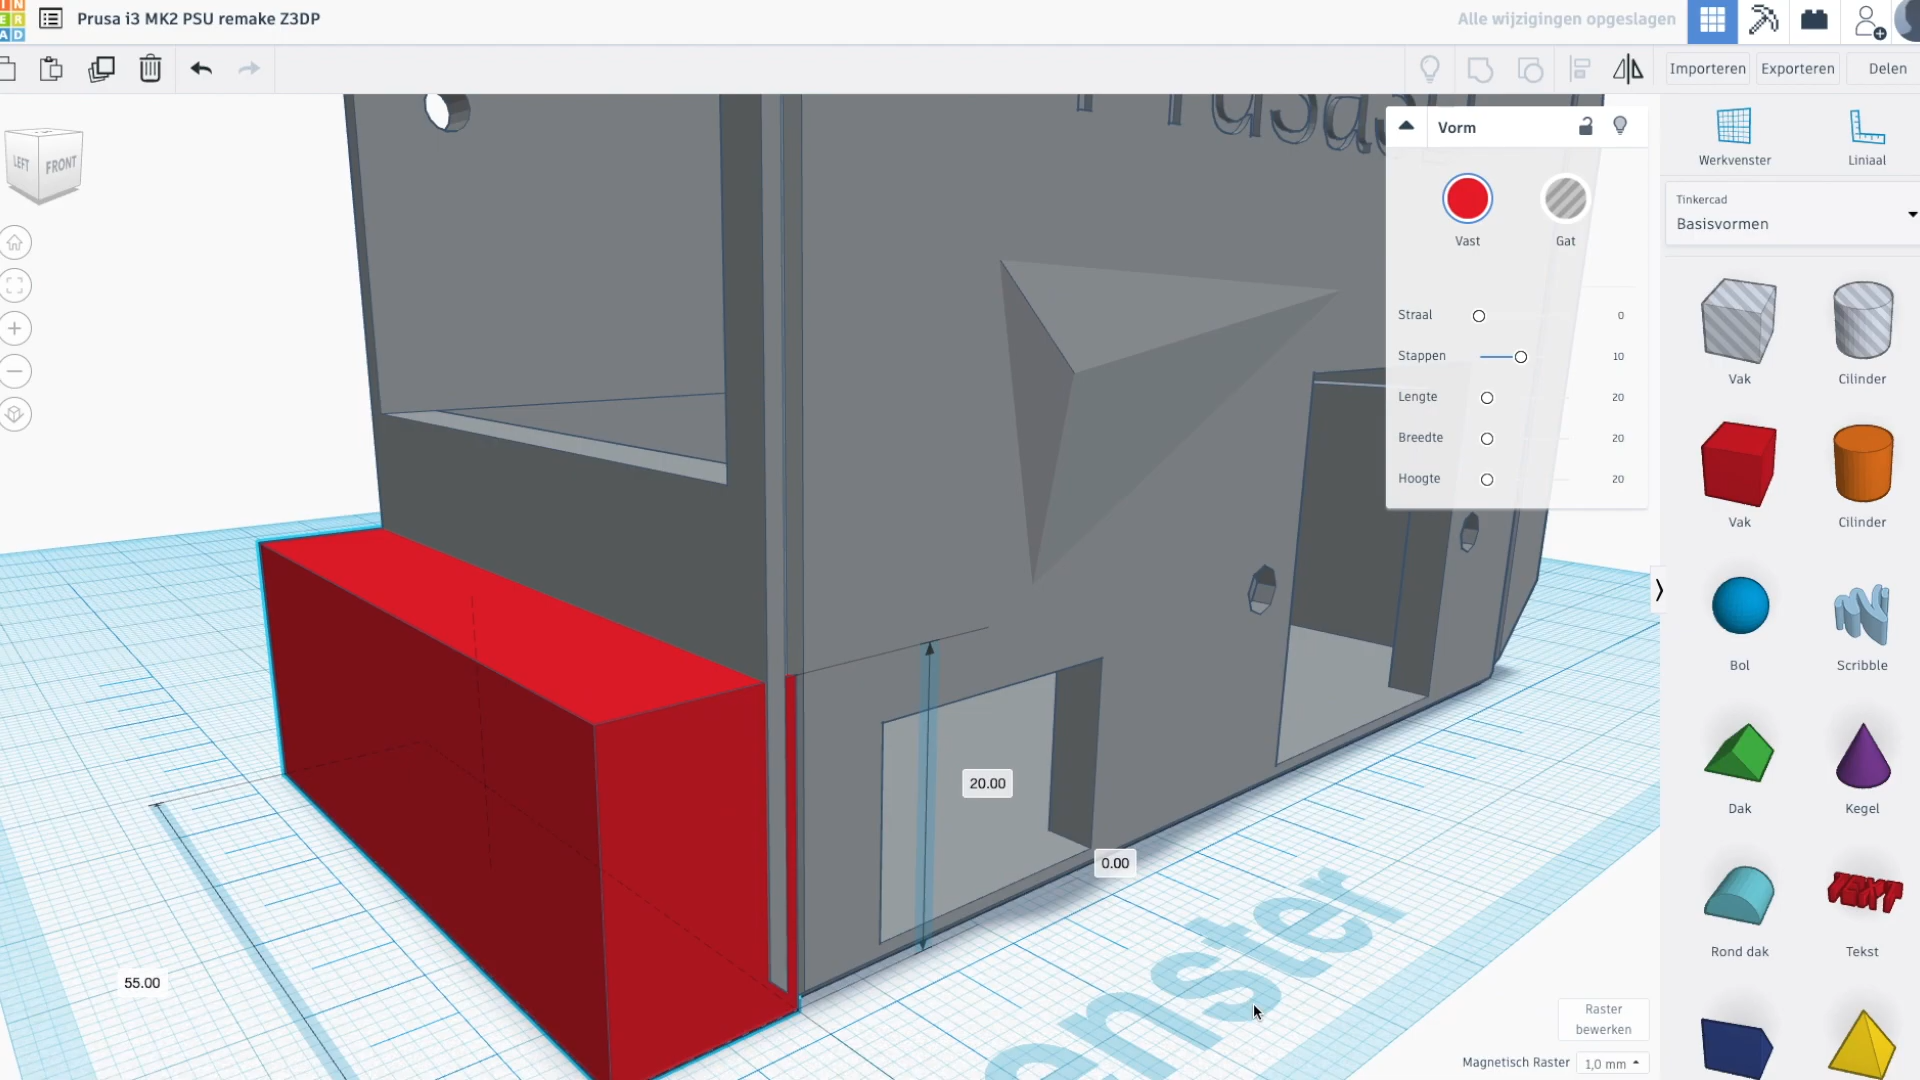 Prusa i3 MK2 PSU remake Z3DP
Alle wijzigingen opgeslagen
Importeren
Exporteren
Delen
LEFT
FRONT
Vorm
Vast
Gat
Straal
0
Stappen
10
Lengte
20
Breedte
20
Hoogte
20
Werkvenster
Liniaal
Tinkercad
Basisvormen
Vak
Cilinder
Vak
Cilinder
Bol
Scribble
Dak
Kegel
Rond dak
TEXT
Tekst
20.00
0.00
55.00
enster
Raster
bewerken
Magnetisch Raster
1,0 mm